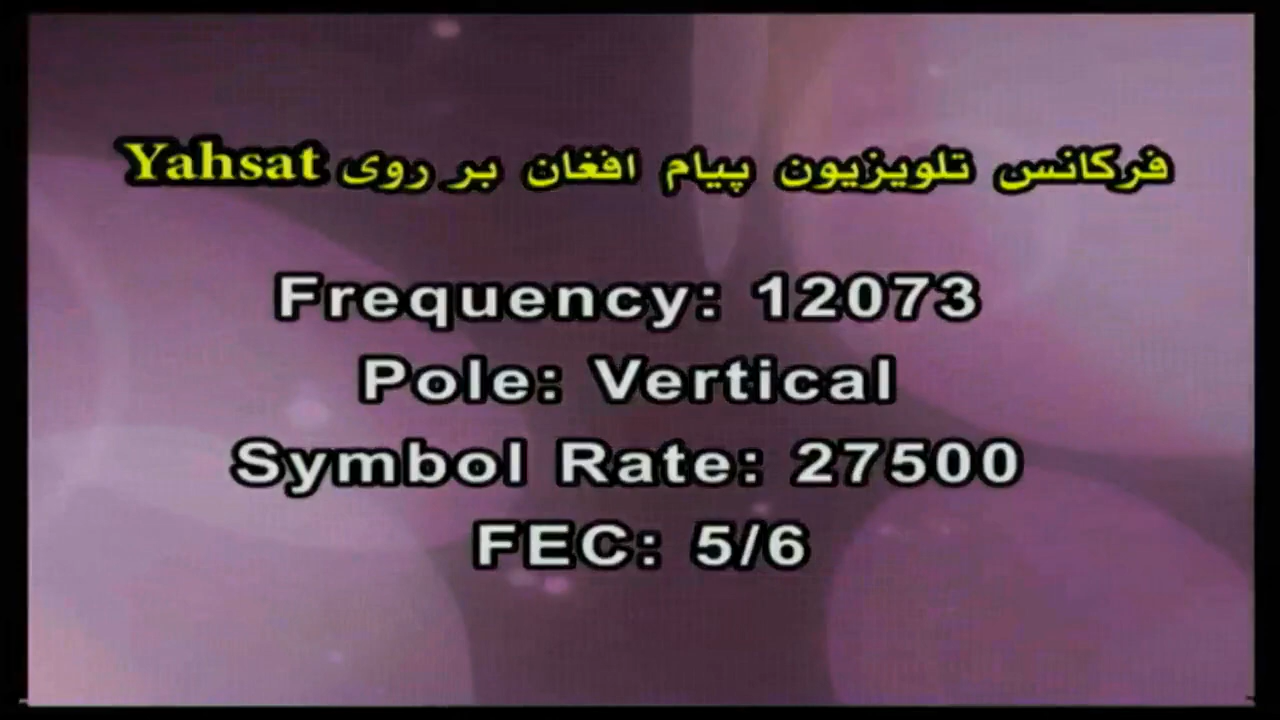 فرکانس تلویزیون پیام افغان بر روی Yahsat
Frequency: 12073
Pole: Vertical
Symbol Rate: 27500
FEC: 5/6